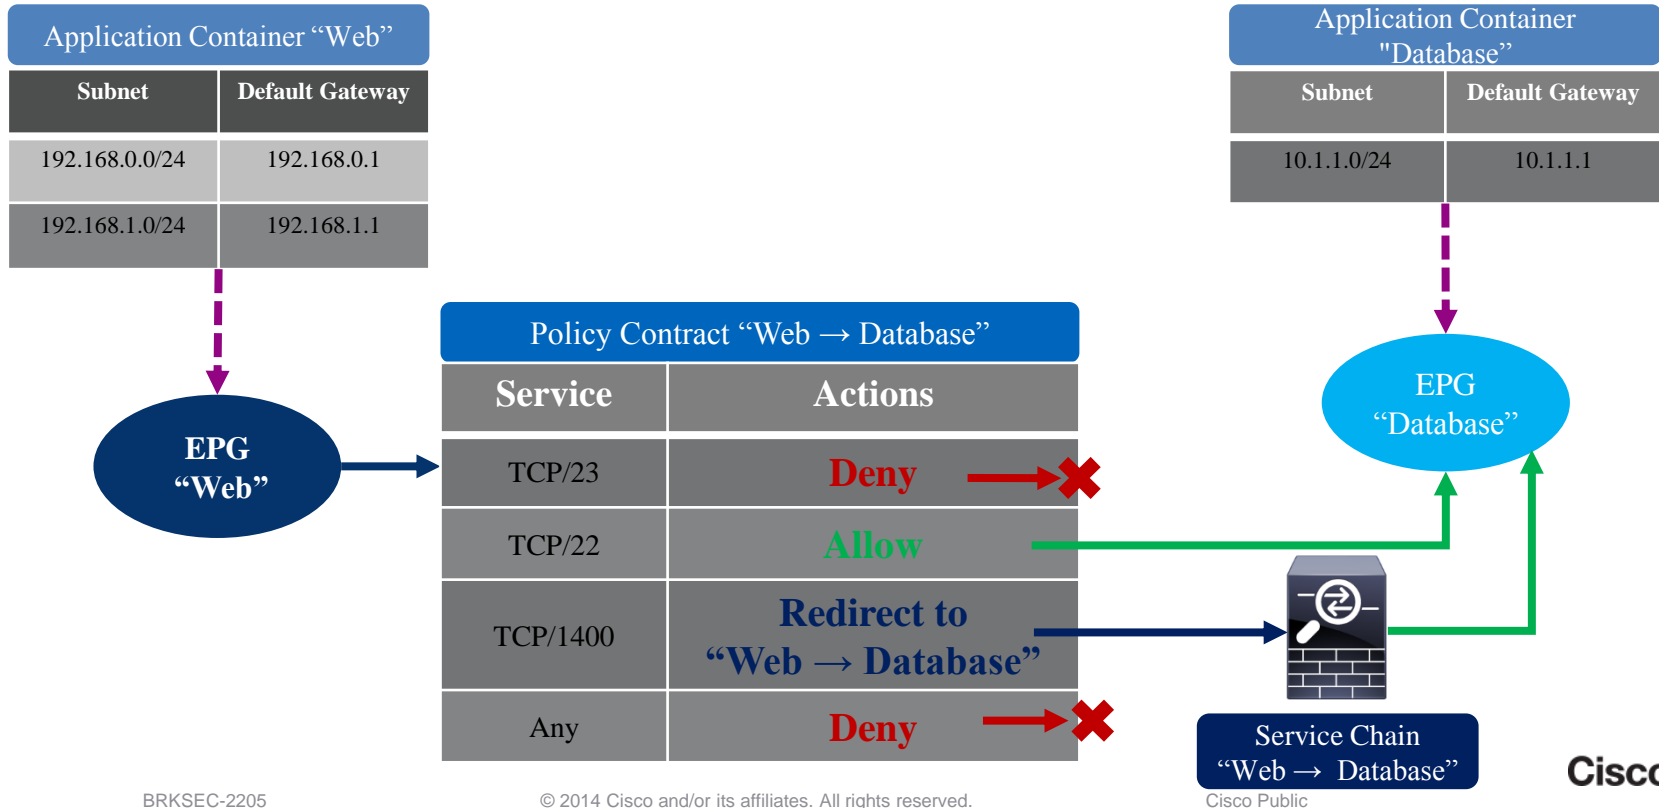 Application Container “Web”
Subnet Default Gateway
192.168.0.0/24 192.168.0.1
192.168.1.0/24 192.168.1.1
Application Container
"Database”
Subnet Default Gateway
10.1.1.0/24 10.1.1.1
EPG
“Web”
Policy Contract “Web → Database”
Service Actions
TCP/23 Deny
TCP/22 Allow
TCP/1400 Redirect to
“Web → Database”
Any Deny
EPG
“Database”
Service Chain
“Web → Database”
BRKSEC-2205 © 2014 Cisco and/or its affiliates. All rights reserved. Cisco Public
Cisco